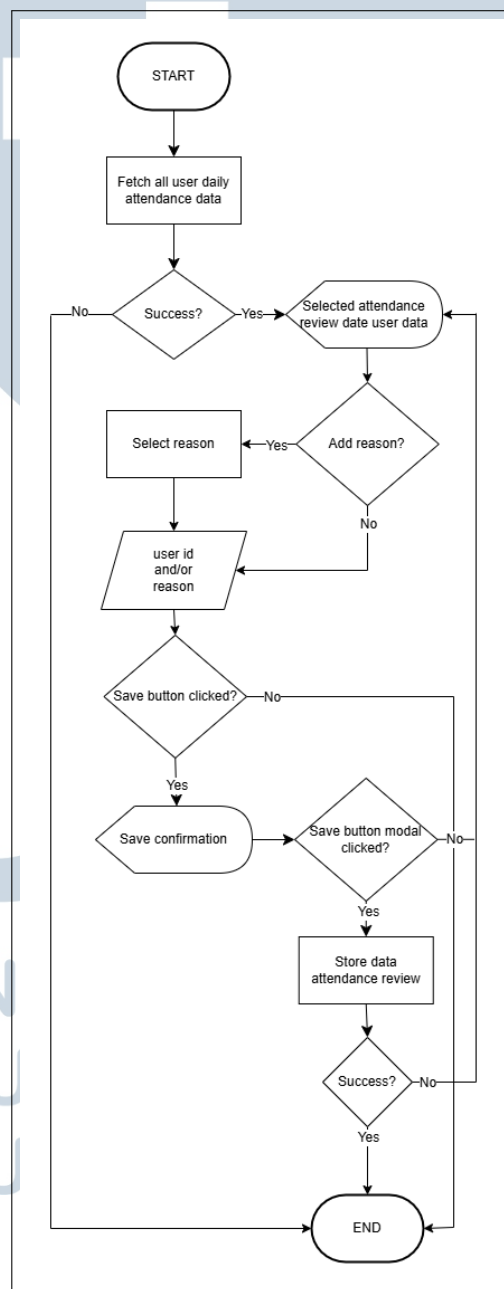 START
Fetch all user daily
attendance data
Success?
No
Yes
Selected attendance
review date user data
Add reason?
Yes
Select reason
No
user id
and/or
reason
Save button clicked?
No
Yes
Save confirmation
Save button modal
clicked?
No
Yes
Store data
attendance review
Success?
No
Yes
END